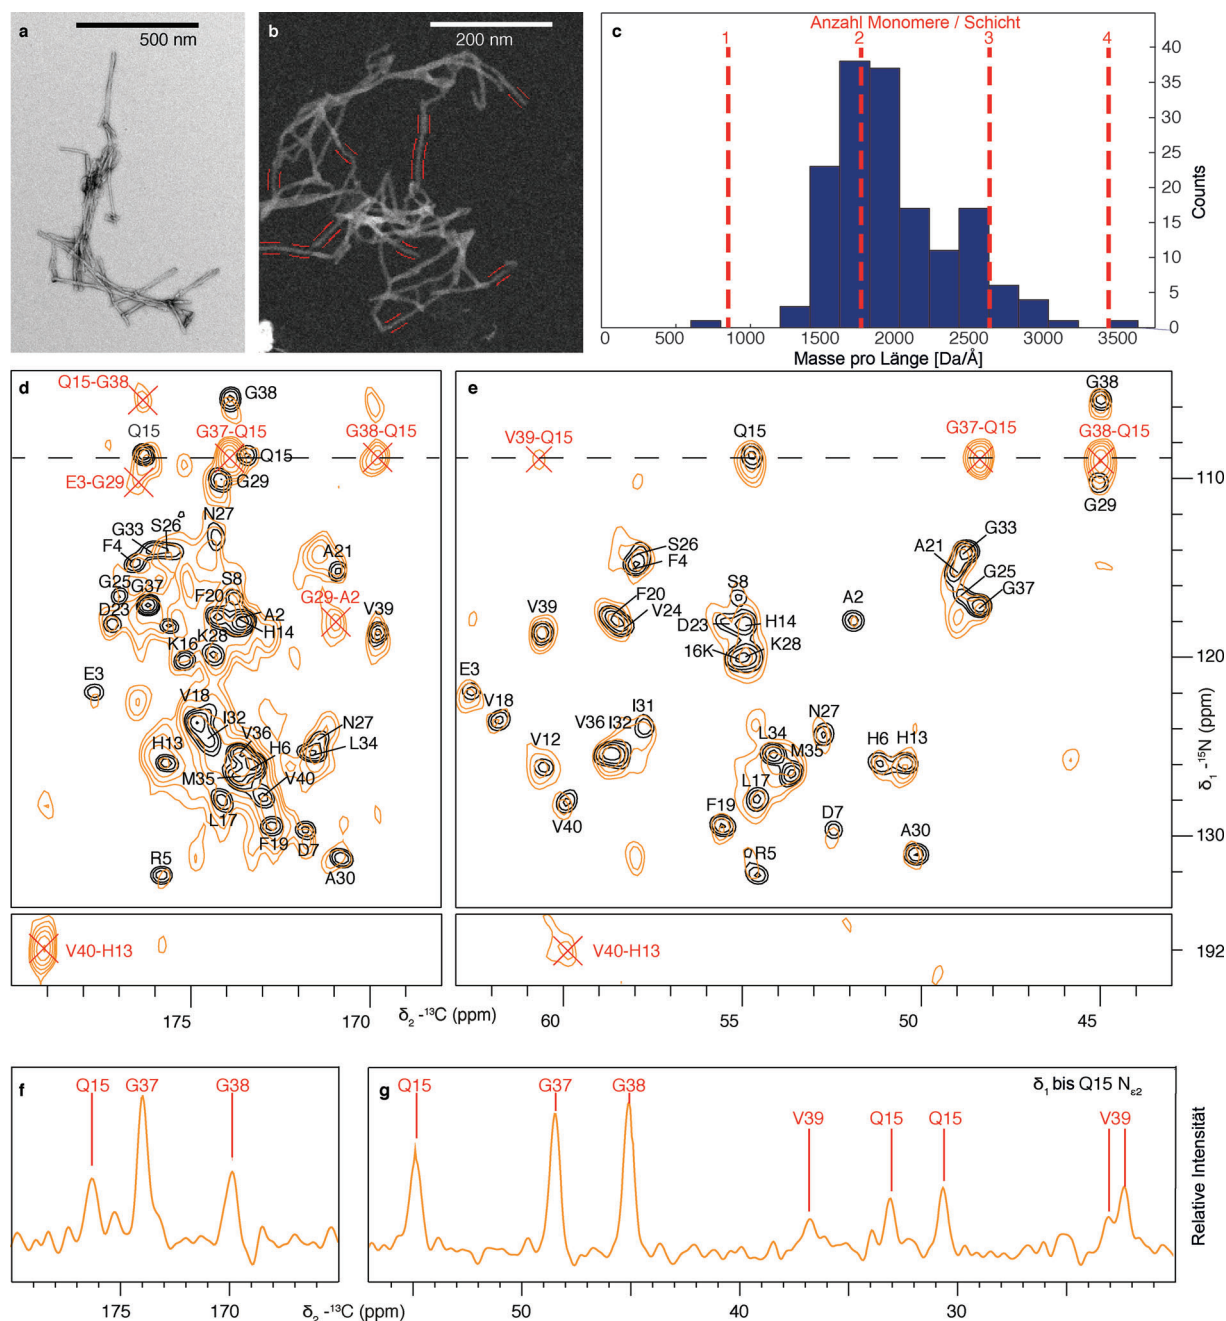 a
500 nm
b
200 nm
c
Anzahl Monomere / Schicht
1
2
3
4
40
35
30
25
20
15
10
5
0
Counts
0
500
1000
1500
2000
2500
3000
3500
Masse pro Länge [Da/Å]
d
Q15-G38
G38
Q15
G37-Q15
G38-Q15
Q15
E3-G29
G29
N27
G33
S26
F4
A21
G25
G37
S8
F20
A2
G29-A2
V39
D23
H14
K16
K28
E3
V18
I32
N27
V36
H13
H6
L34
M35
V40
L17
F19
D7
R5
A30
V40-H13
175
170
δ₂ -¹³C (ppm)
e
G38
V39-Q15
Q15
G37-Q15
G38-Q15
G29
110
S26
F4
G33
A21
G25
G37
S8
F20
V39
V24
D23
H14
A2
16K
K28
120
E3
V18
I31
N27
V36
I32
V12
L34
M35
H6
H13
L17
V40
F19
D7
R5
A30
130
δ₁ -¹⁵N (ppm)
V40-H13
192
60
55
50
45
f
Q15
G37
G38
175
170
δ₂ -¹³C (ppm)
g
Q15
G37
G38
δ₁ bis Q15 Nε2
V39
Q15
Q15
V39
50
40
30
Relative Intensität